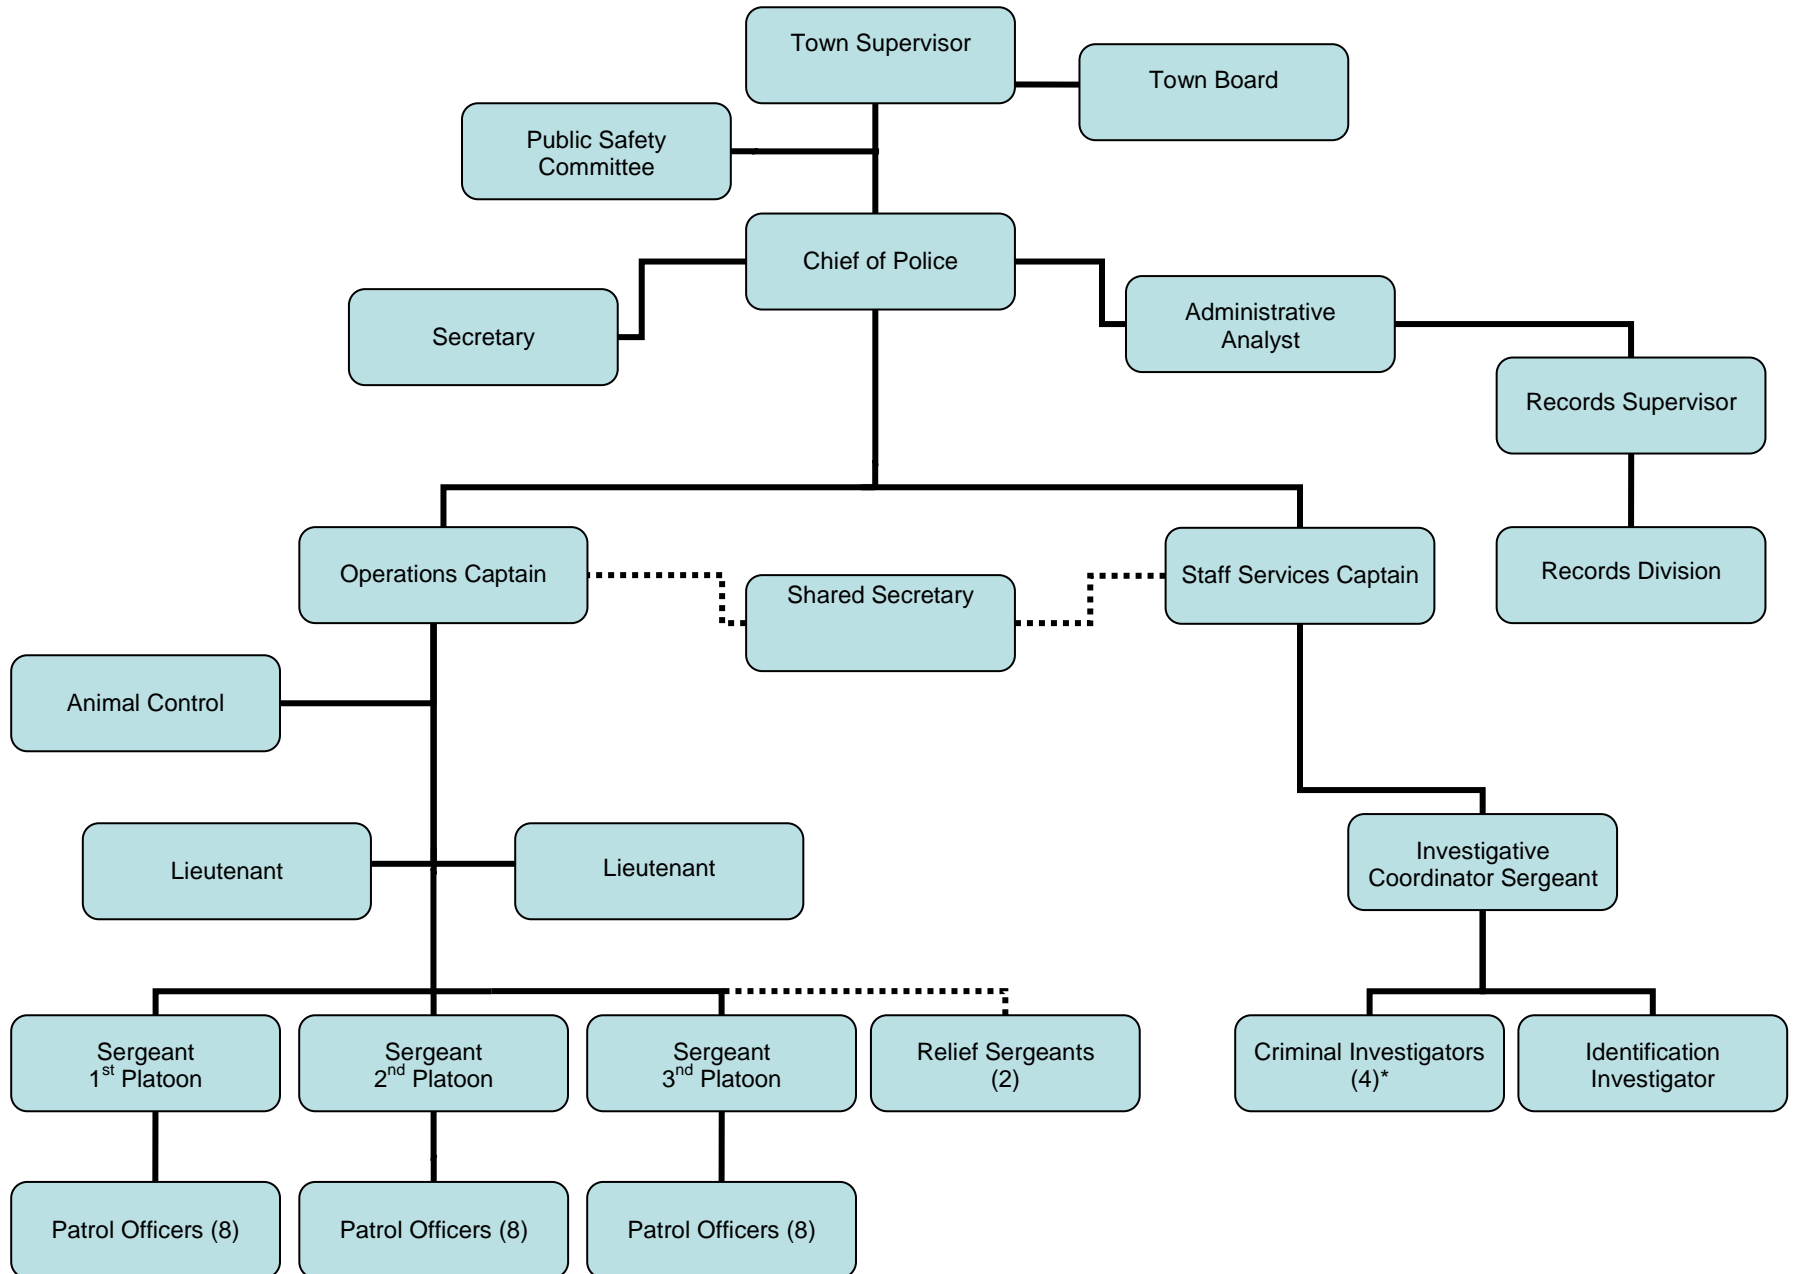 Town Supervisor
Town Board
Public Safety
Committee
Chief of Police
Secretary
Administrative
Analyst
Records Supervisor
Operations Captain
Shared Secretary
Staff Services Captain
Records Division
Animal Control
Lieutenant
Lieutenant
Investigative
Coordinator Sergeant
Sergeant
1st Platoon
Sergeant
2nd Platoon
Sergeant
3nd Platoon
Relief Sergeants
(2)
Criminal Investigators
(4)*
Identification
Investigator
Patrol Officers (8)
Patrol Officers (8)
Patrol Officers (8)